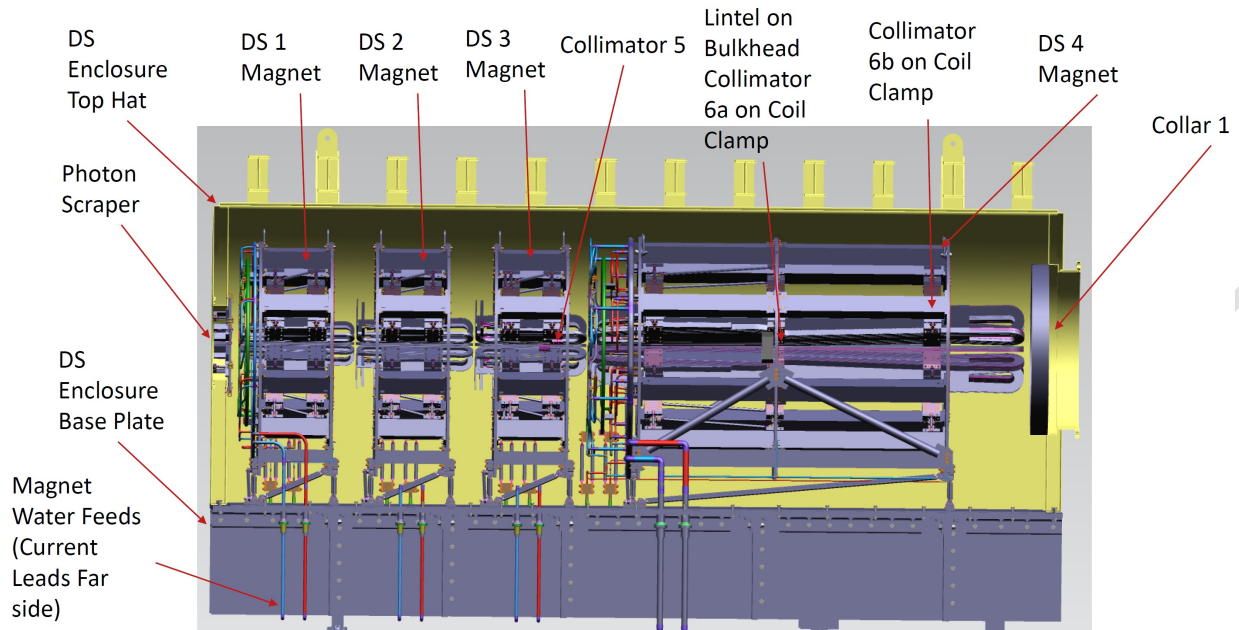 DS
Enclosure
Top Hat
DS 1
Magnet
DS 2
Magnet
DS 3
Magnet
Collimator 5
Lintel on
Bulkhead
Collimator
6a on Coil
Clamp
Collimator
6b on Coil
Clamp
DS 4
Magnet
Collar 1
Photon
Scraper
DS
Enclosure
Base Plate
Magnet
Water Feeds
(Current
Leads Far
side)